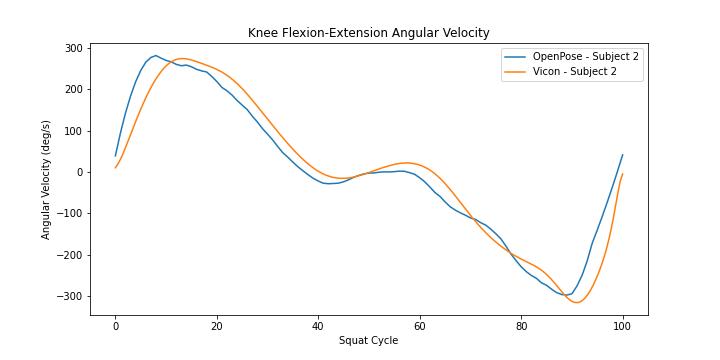 Knee Flexion-Extension Angular Velocity
OpenPose - Subject 2
Vicon - Subject 2
300
200
100
0
−100
−200
−300
Angular Velocity (deg/s)
0 20 40 60 80 100
Squat Cycle